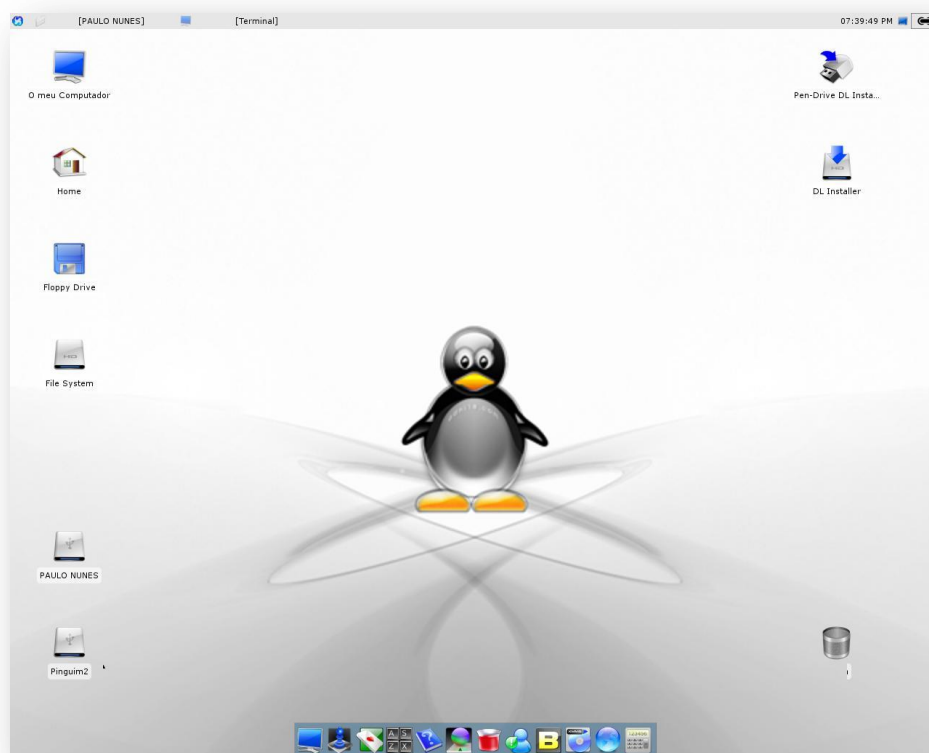 [PAULO NUNES] [Terminal] 07:39:49 PM
O meu Computador
Pen-Drive DL Insta...
Home
DL Installer
Floppy Drive
File System
PAULO NUNES
Pinguim2
A S
Z X
B